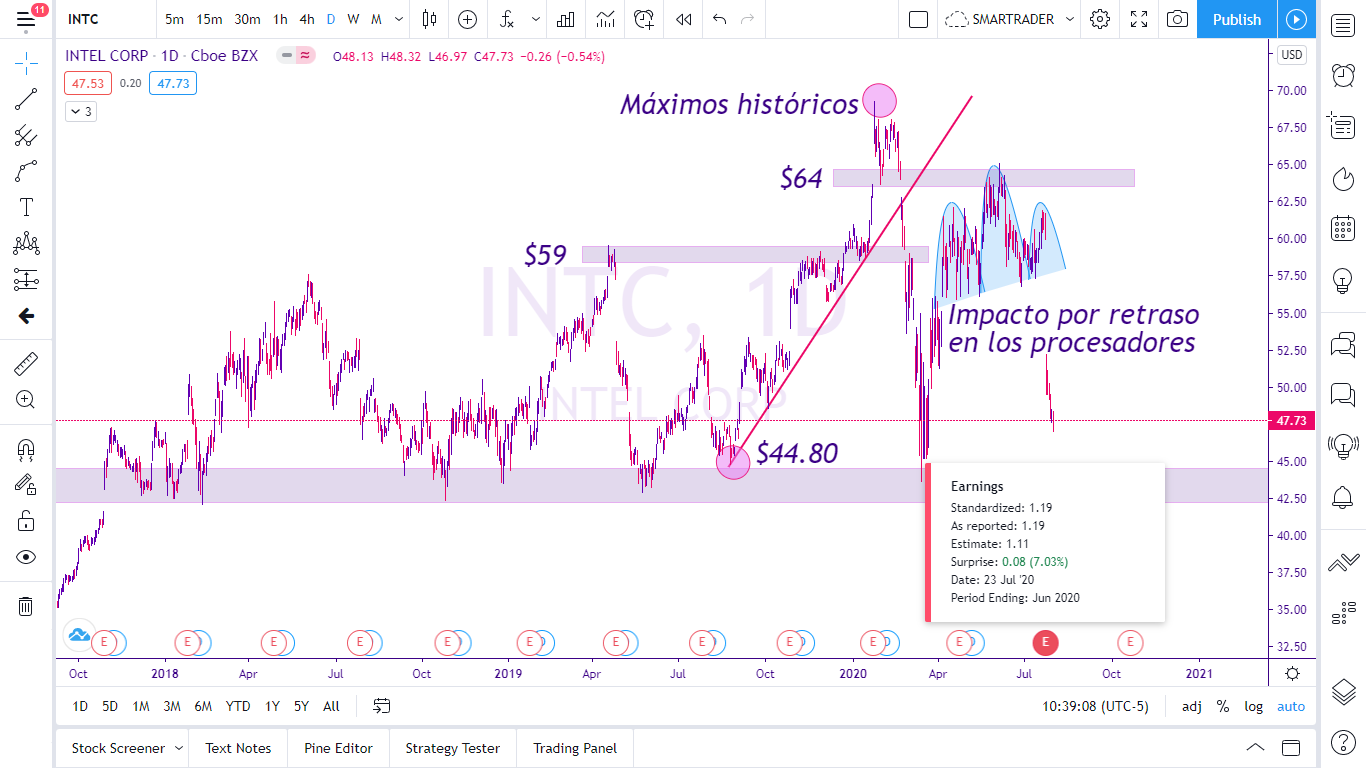 11
INTC
5m 15m 30m 1h 4h D W M
SMARTRADER
Publish
INTEL CORP · 1D · Cboe BZX
O48.13 H48.32 L46.97 C47.73 −0.26 (−0.54%)
USD
47.53 0.20 47.73
3
Máximos históricos
$64
$59
INTC, 1D
INTEL CORP
Impacto por retraso
en los procesadores
$44.80
70.00
67.50
65.00
62.50
60.00
57.50
55.00
52.50
50.00
47.73
45.00
42.50
40.00
37.50
35.00
32.50
Earnings
Standardized: 1.19
As reported: 1.19
Estimate: 1.11
Surprise: 0.08 (7.03%)
Date: 23 Jul '20
Period Ending: Jun 2020
E E E E E E E E E E E E E
Oct 2018 Apr Jul Oct 2019 Apr Jul Oct 2020 Apr Jul Oct 2021
1D 5D 1M 3M 6M YTD 1Y 5Y All
10:39:08 (UTC-5) adj % log auto
Stock Screener Text Notes Pine Editor Strategy Tester Trading Panel